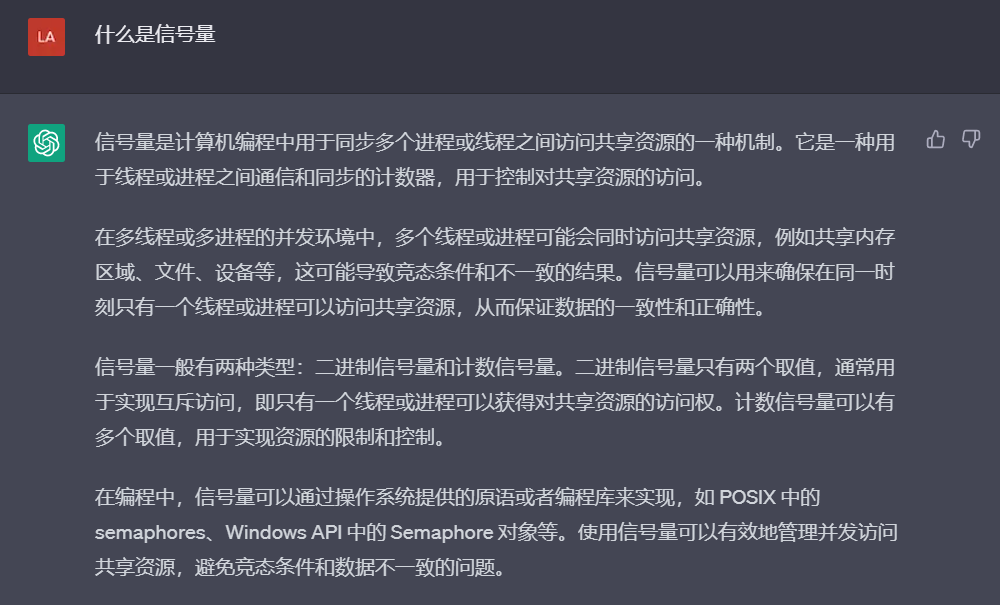 LA
什么是信号量
信号量是计算机编程中用于同步多个进程或线程之间访问共享资源的一种机制。它是一种用
于线程或进程之间通信和同步的计数器，用于控制对共享资源的访问。
在多线程或多进程的并发环境中，多个线程或进程可能会同时访问共享资源，例如共享内存
区域、文件、设备等，这可能导致竞态条件和不一致的结果。信号量可以用来确保在同一时
刻只有一个线程或进程可以访问共享资源，从而保证数据的一致性和正确性。
信号量一般有两种类型：二进制信号量和计数信号量。二进制信号量只有两个取值，通常用
于实现互斥访问，即只有一个线程或进程可以获得对共享资源的访问权。计数信号量可以有
多个取值，用于实现资源的限制和控制。
在编程中，信号量可以通过操作系统提供的原语或者编程库来实现，如 POSIX 中的
semaphores、Windows API 中的 Semaphore 对象等。使用信号量可以有效地管理并发访问
共享资源，避免竞态条件和数据不一致的问题。